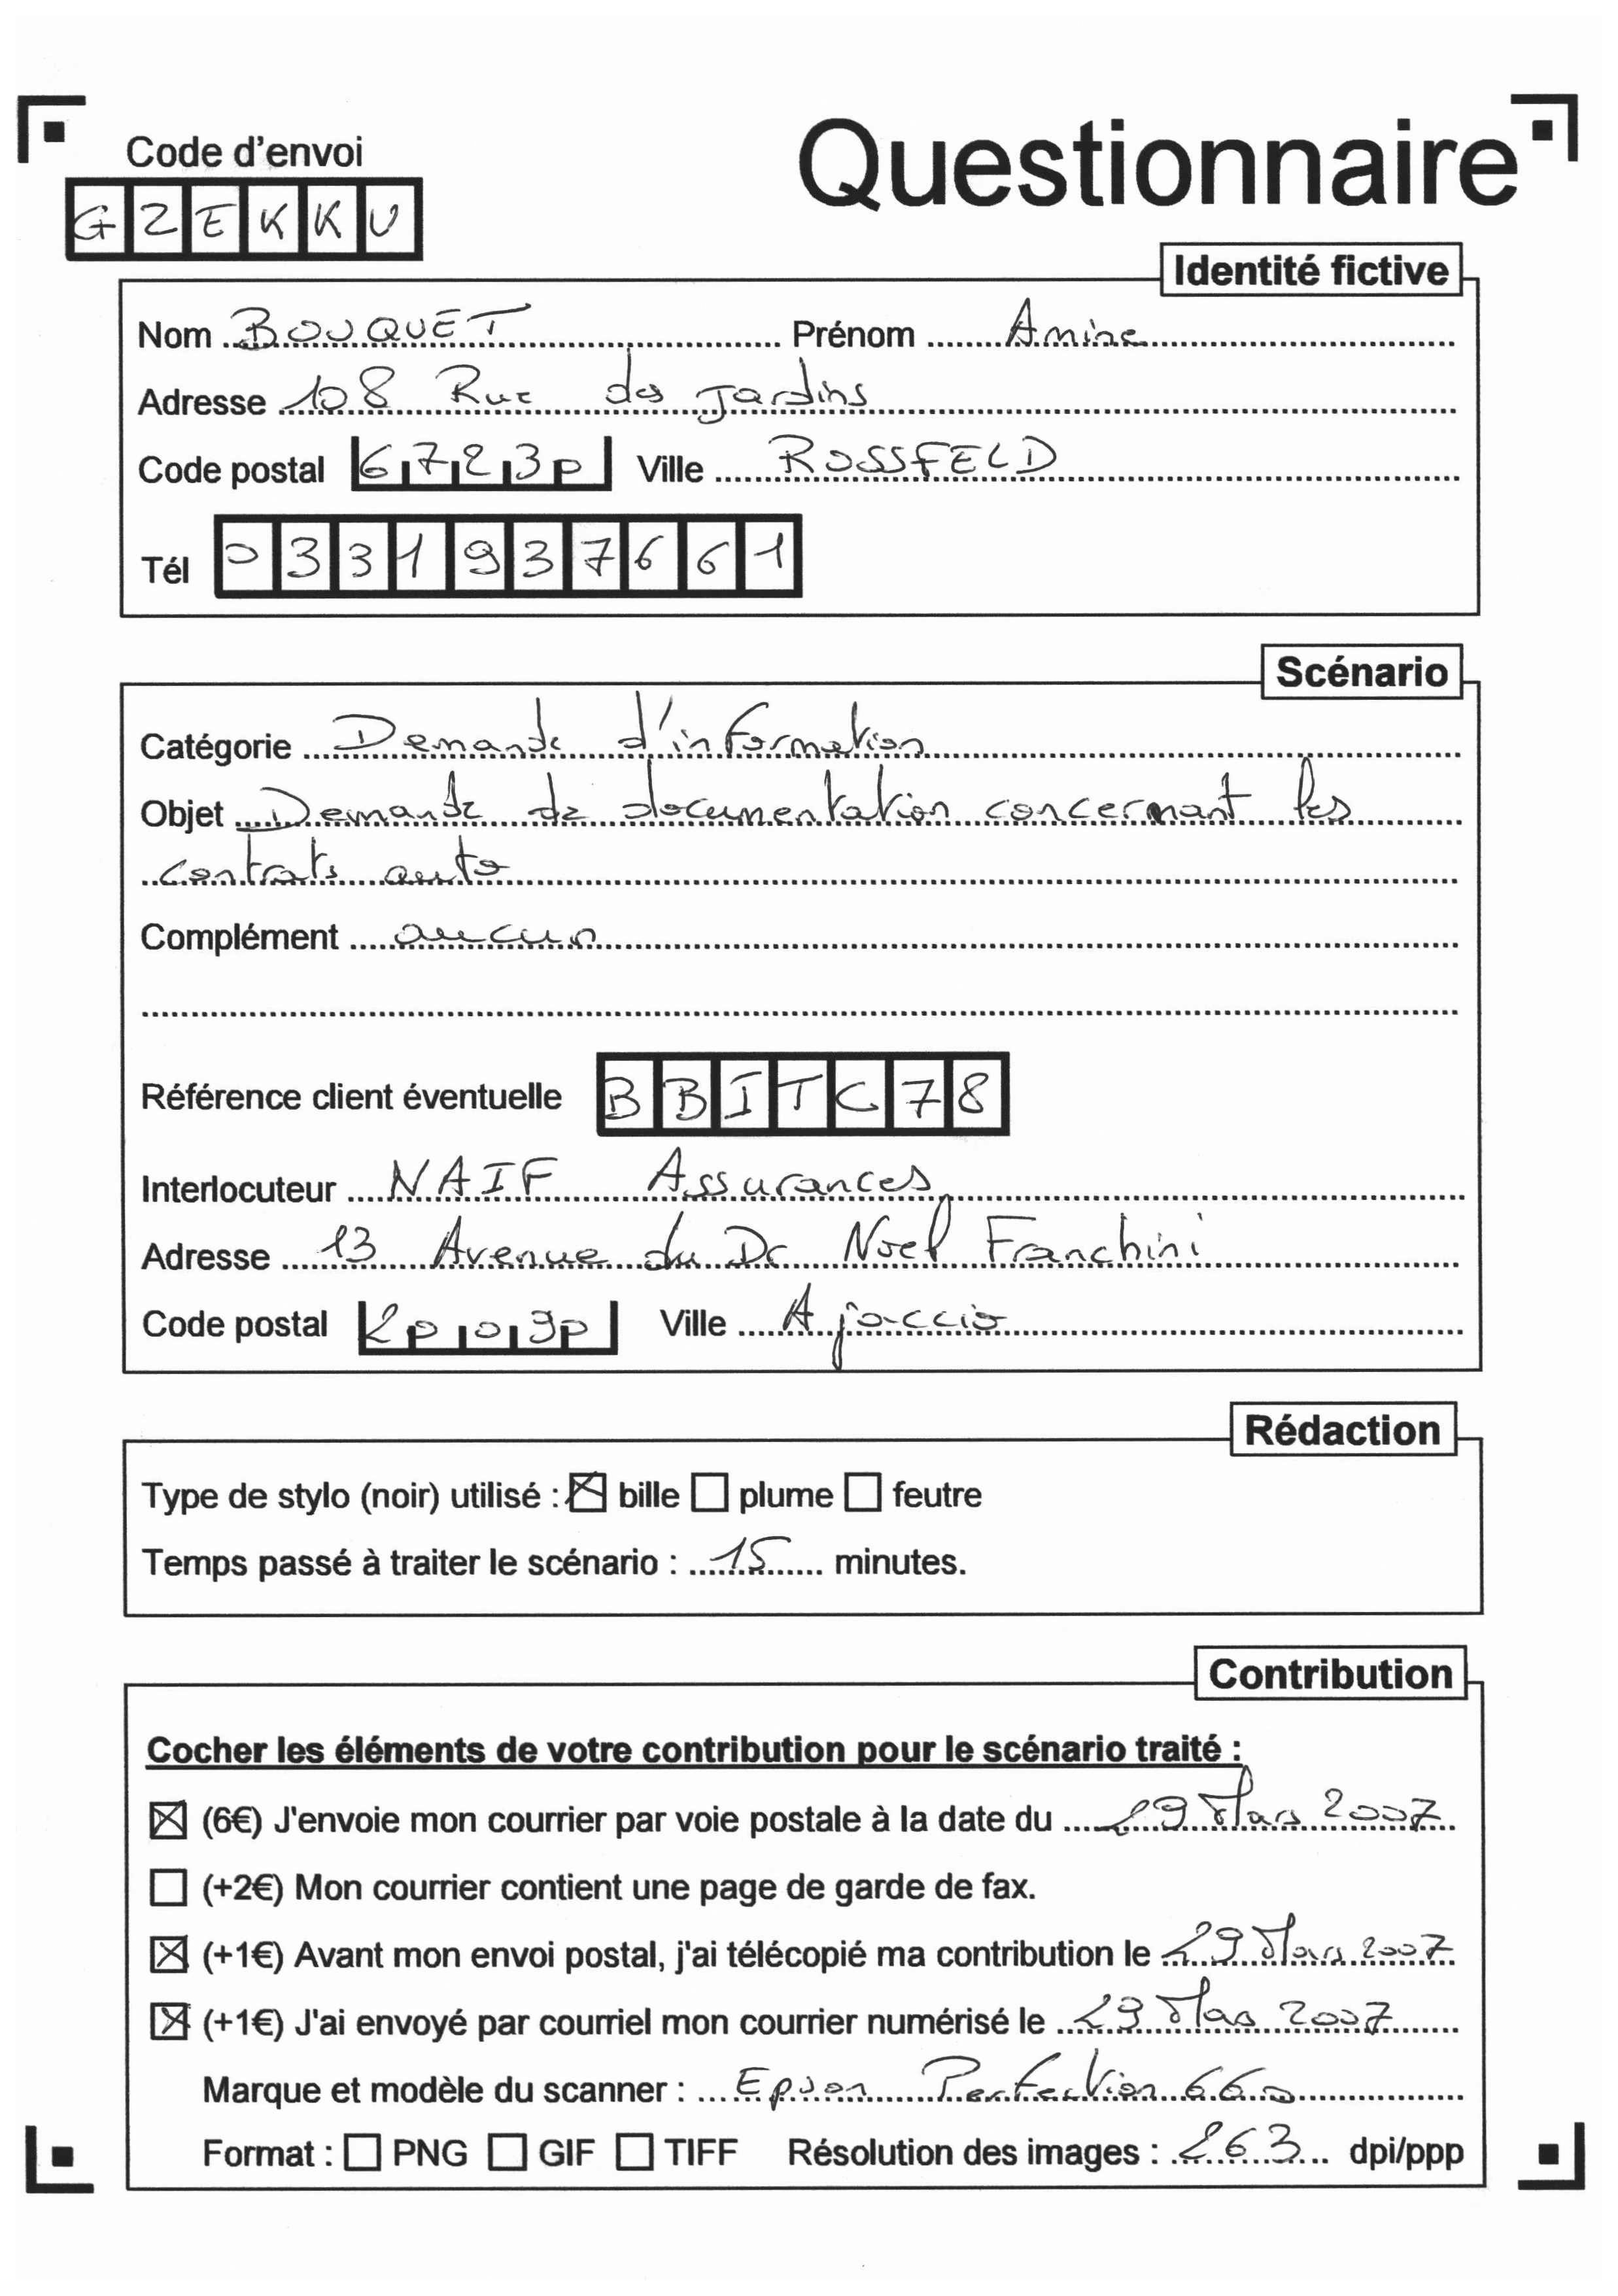 Code d'envoi
Questionnaire
GZEKKU
Identité fictive
Nom BOUQUET Prénom Amine
Adresse 108 Rue des Jardins
Code postal 67230 Ville ROSSFELD
Tél 0331937661
Scénario
Catégorie Demande d'information
Objet Demande de documentation concernant les
contrats auto
Complément aucun
Référence client éventuelle BBITC78
Interlocuteur NAIF Assurances
Adresse 13 Avenue du Dr Noel Franchini
Code postal 20090 Ville Ajaccio
Rédaction
Type de stylo (noir) utilisé : ☒ bille ☐ plume ☐ feutre
Temps passé à traiter le scénario : 15 minutes.
Contribution
Cocher les éléments de votre contribution pour le scénario traité :
☒ (6€) J'envoie mon courrier par voie postale à la date du 29 Mars 2007
☐ (+2€) Mon courrier contient une page de garde de fax.
☒ (+1€) Avant mon envoi postal, j'ai télécopié ma contribution le 29 Mars 2007
☒ (+1€) J'ai envoyé par courriel mon courrier numérisé le 29 Mars 2007
Marque et modèle du scanner : Epson Perfection 660
Format : ☐ PNG ☐ GIF ☐ TIFF Résolution des images : 263 dpi/ppp